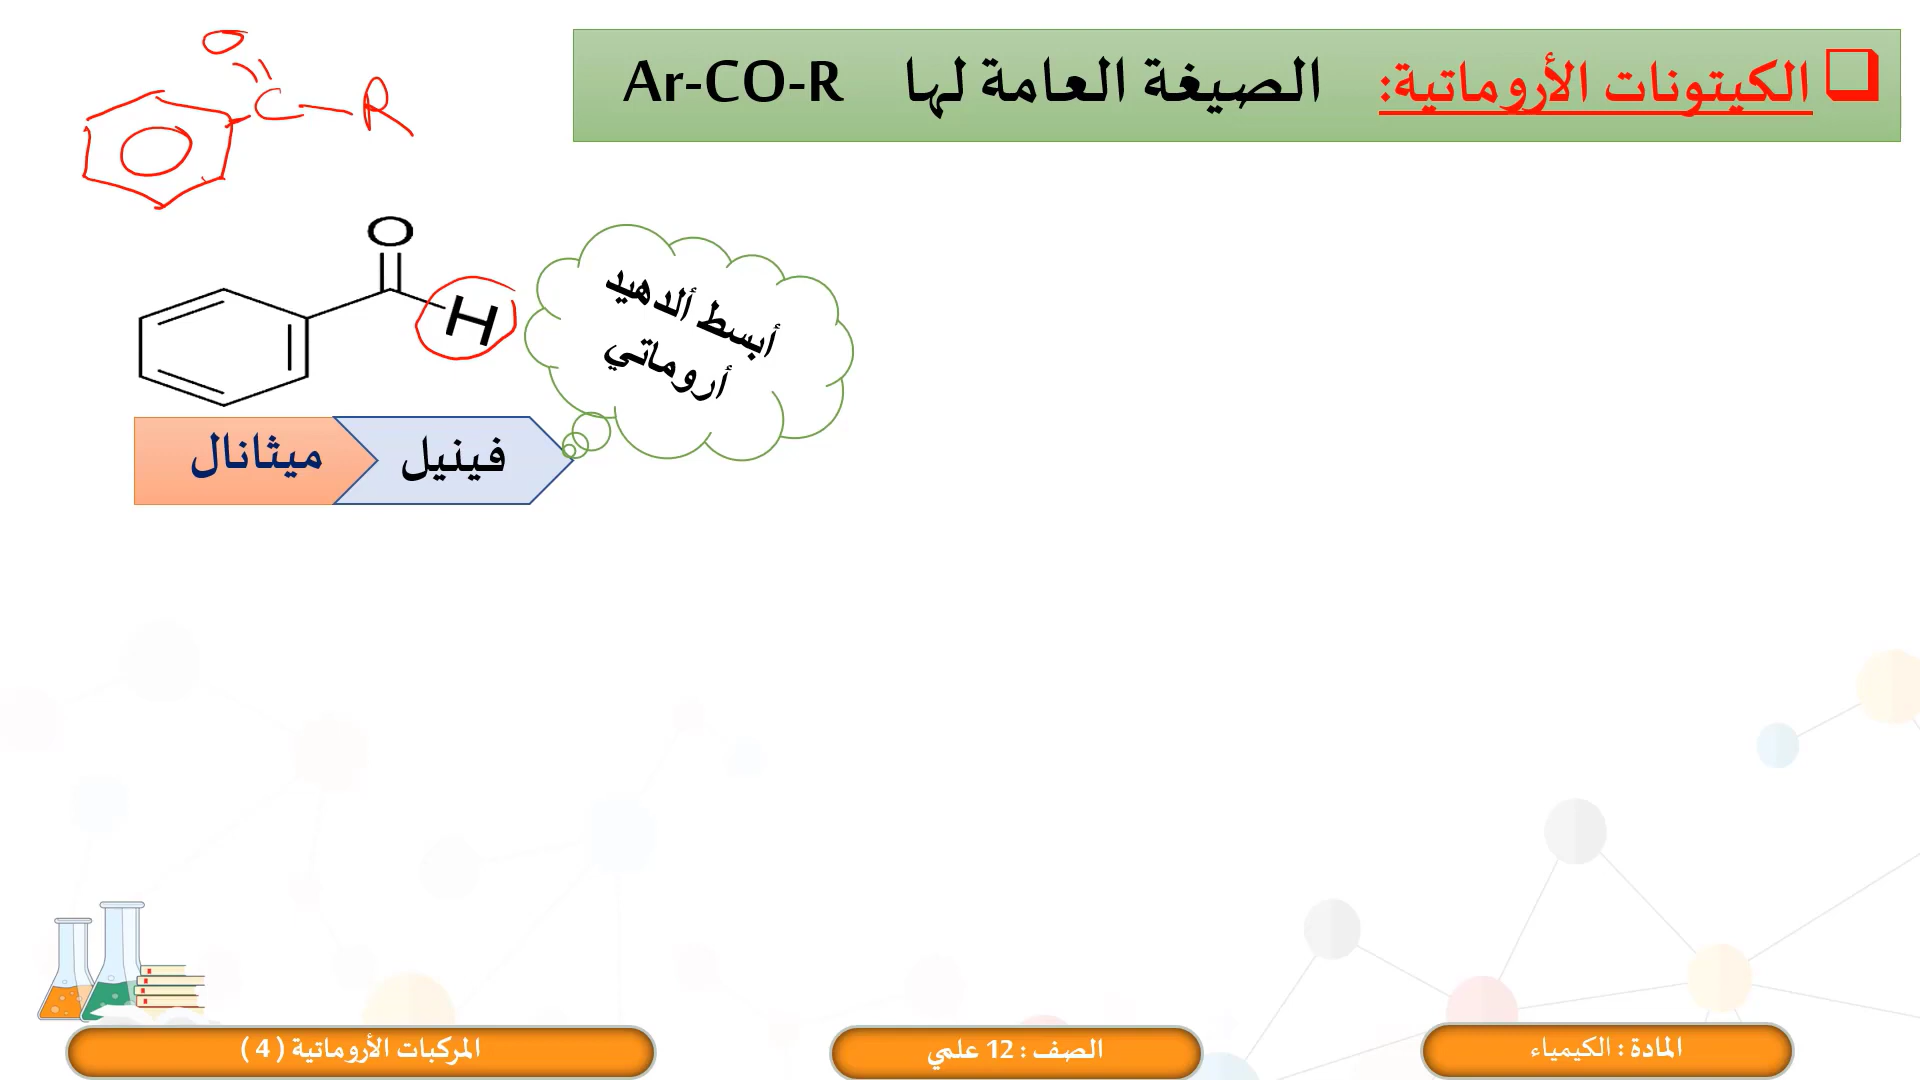 الكيتونات الأروماتية: الصيغة العامة لها Ar-CO-R
O
C R
O
H
أبسط ألدهيد
أروماتي
فينيل
ميثانال
المادة : الكيمياء
الصف : 12 علمي
المركبات الأروماتية ( 4 )